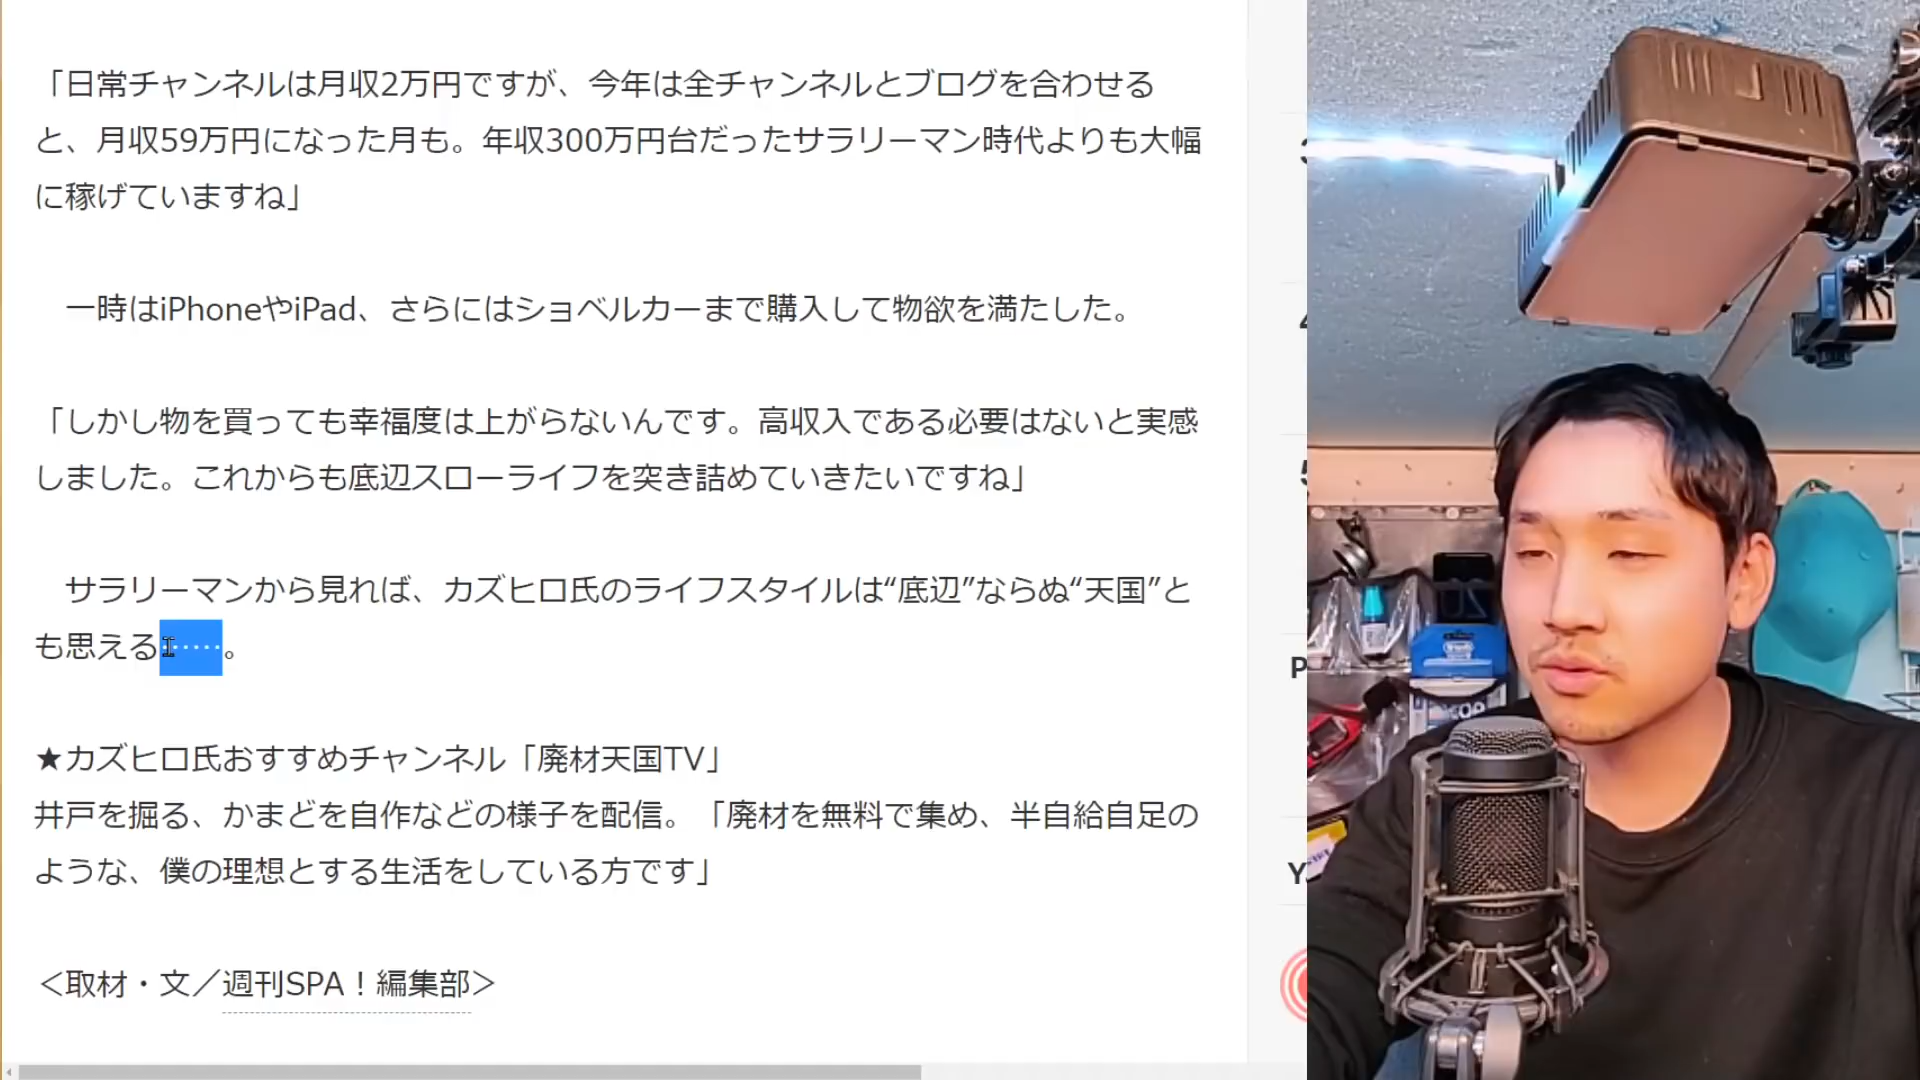 「日常チャンネルは月収2万円ですが、今年は全チャンネルとブログを合わせる
と、月収59万円になった月も。年収300万円台だったサラリーマン時代よりも大幅
に稼げていますね」
一時はiPhoneやiPad、さらにはショベルカーまで購入して物欲を満たした。
「しかし物を買っても幸福度は上がらないんです。高収入である必要はないと実感
しました。これからも底辺スローライフを突き詰めていきたいですね」
サラリーマンから見れば、カズヒロ氏のライフスタイルは“底辺”ならぬ“天国”と
も思える……。
★カズヒロ氏おすすめチャンネル「廃材天国TV」
井戸を掘る、かまどを自作などの様子を配信。「廃材を無料で集め、半自給自足の
ような、僕の理想とする生活をしている方です」
＜取材・文／週刊SPA！編集部＞
P
Y